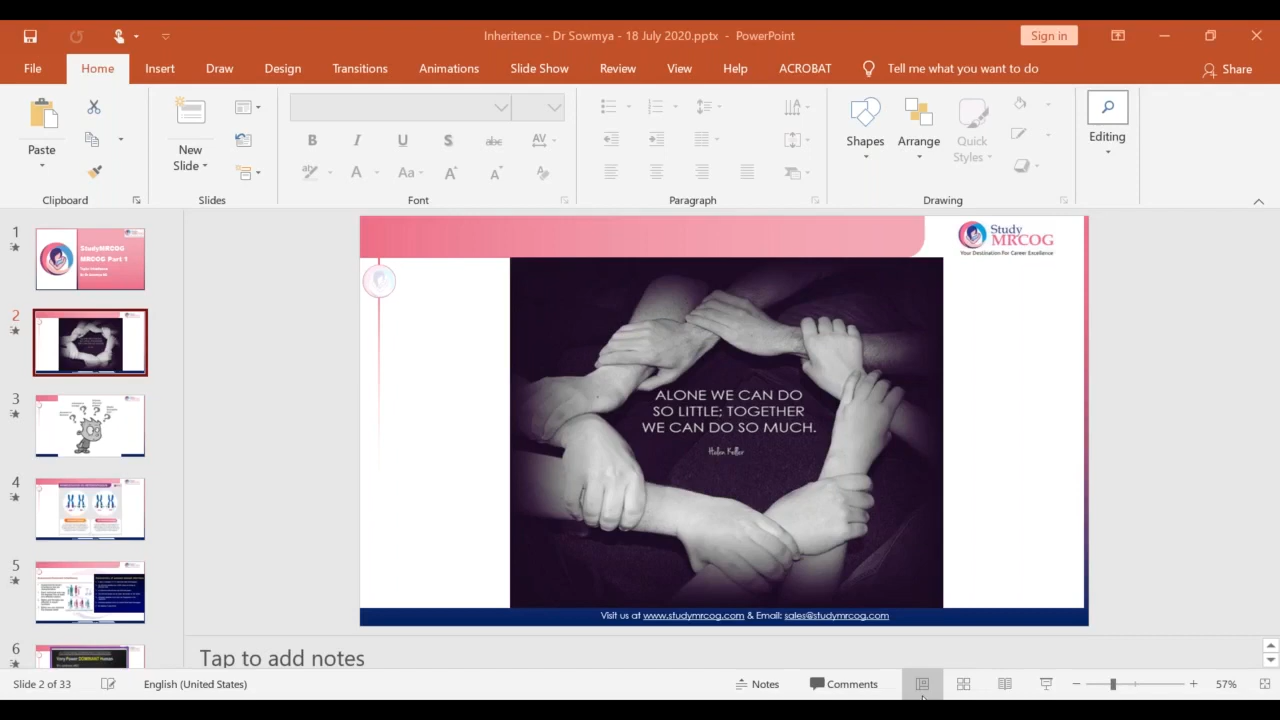 Inheritence - Dr Sowmya - 18 July 2020.pptx - PowerPoint
Sign in
File Home Insert Draw Design Transitions Animations Slide Show Review View Help ACROBAT Tell me what you want to do Share
Paste
New Slide
Shapes
Arrange
Quick Styles
Editing
Clipboard
Slides
Font
Paragraph
Drawing
1
StudyMRCOG
MRCOG Part 1
2
3
4
5
6
Study
MRCOG
Your Destination For Career Excellence
ALONE WE CAN DO
SO LITTLE; TOGETHER
WE CAN DO SO MUCH.
Helen Keller
Visit us at www.studymrcog.com & Email: sales@studymrcog.com
Tap to add notes
Slide 2 of 33 English (United States) Notes Comments 57%